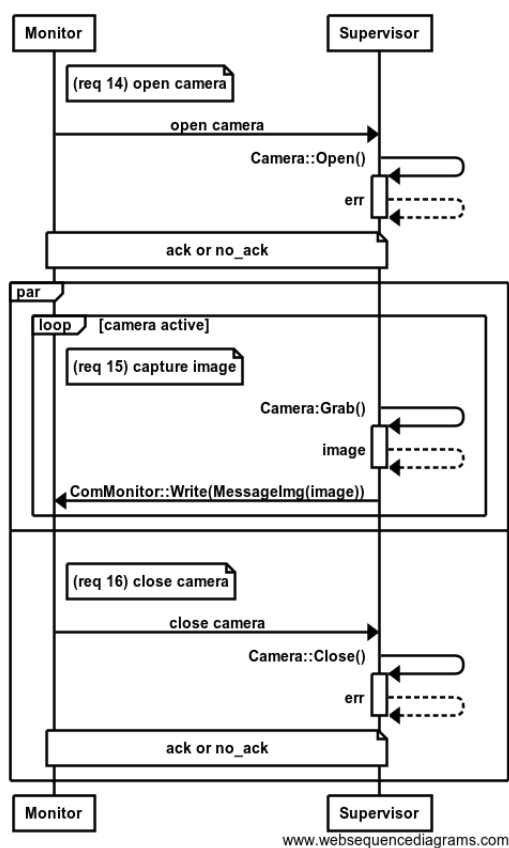 Monitor
Supervisor
(req 14) open camera
open camera
Camera::Open()
err
ack or no_ack
par
loop
[camera active]
(req 15) capture image
Camera:Grab()
image
ComMonitor::Write(MessageImg(image))
(req 16) close camera
close camera
Camera::Close()
err
ack or no_ack
Monitor
Supervisor
www.websequencediagrams.com